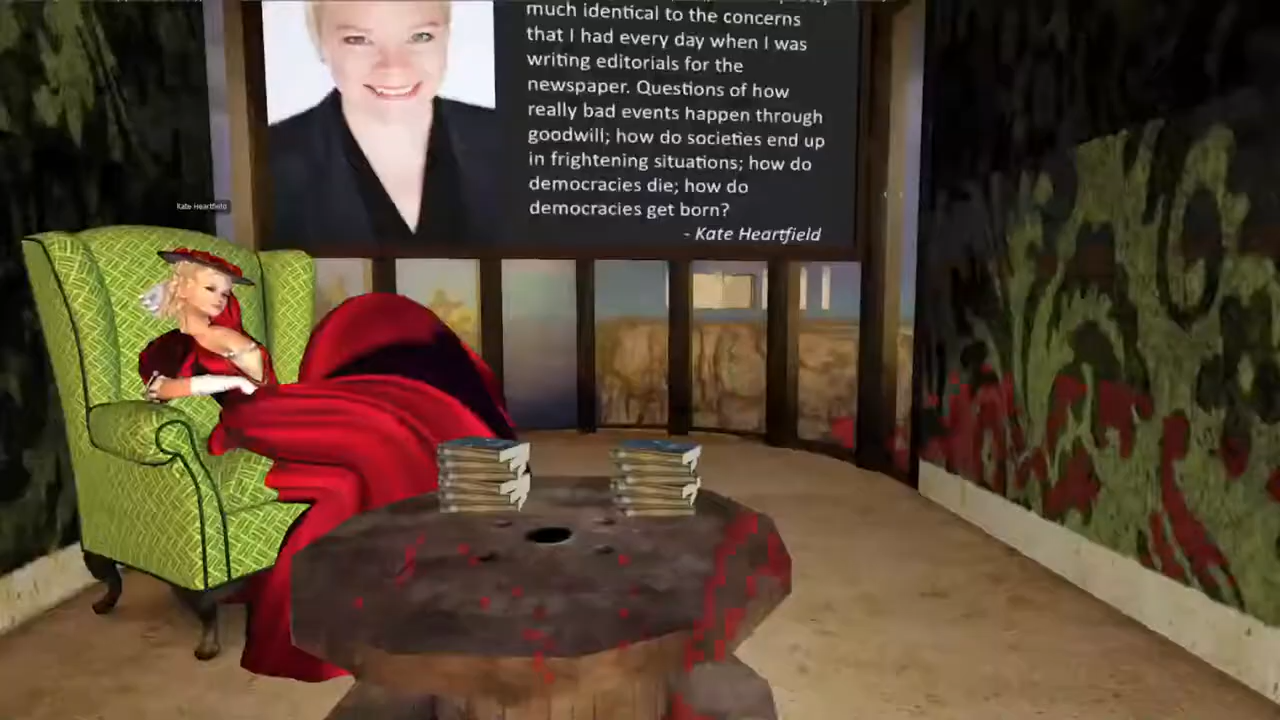 much identical to the concerns
that I had every day when I was
writing editorials for the
newspaper. Questions of how
really bad events happen through
goodwill; how do societies end up
in frightening situations; how do
democracies die; how do
democracies get born?
- Kate Heartfield
Kate Heartfield